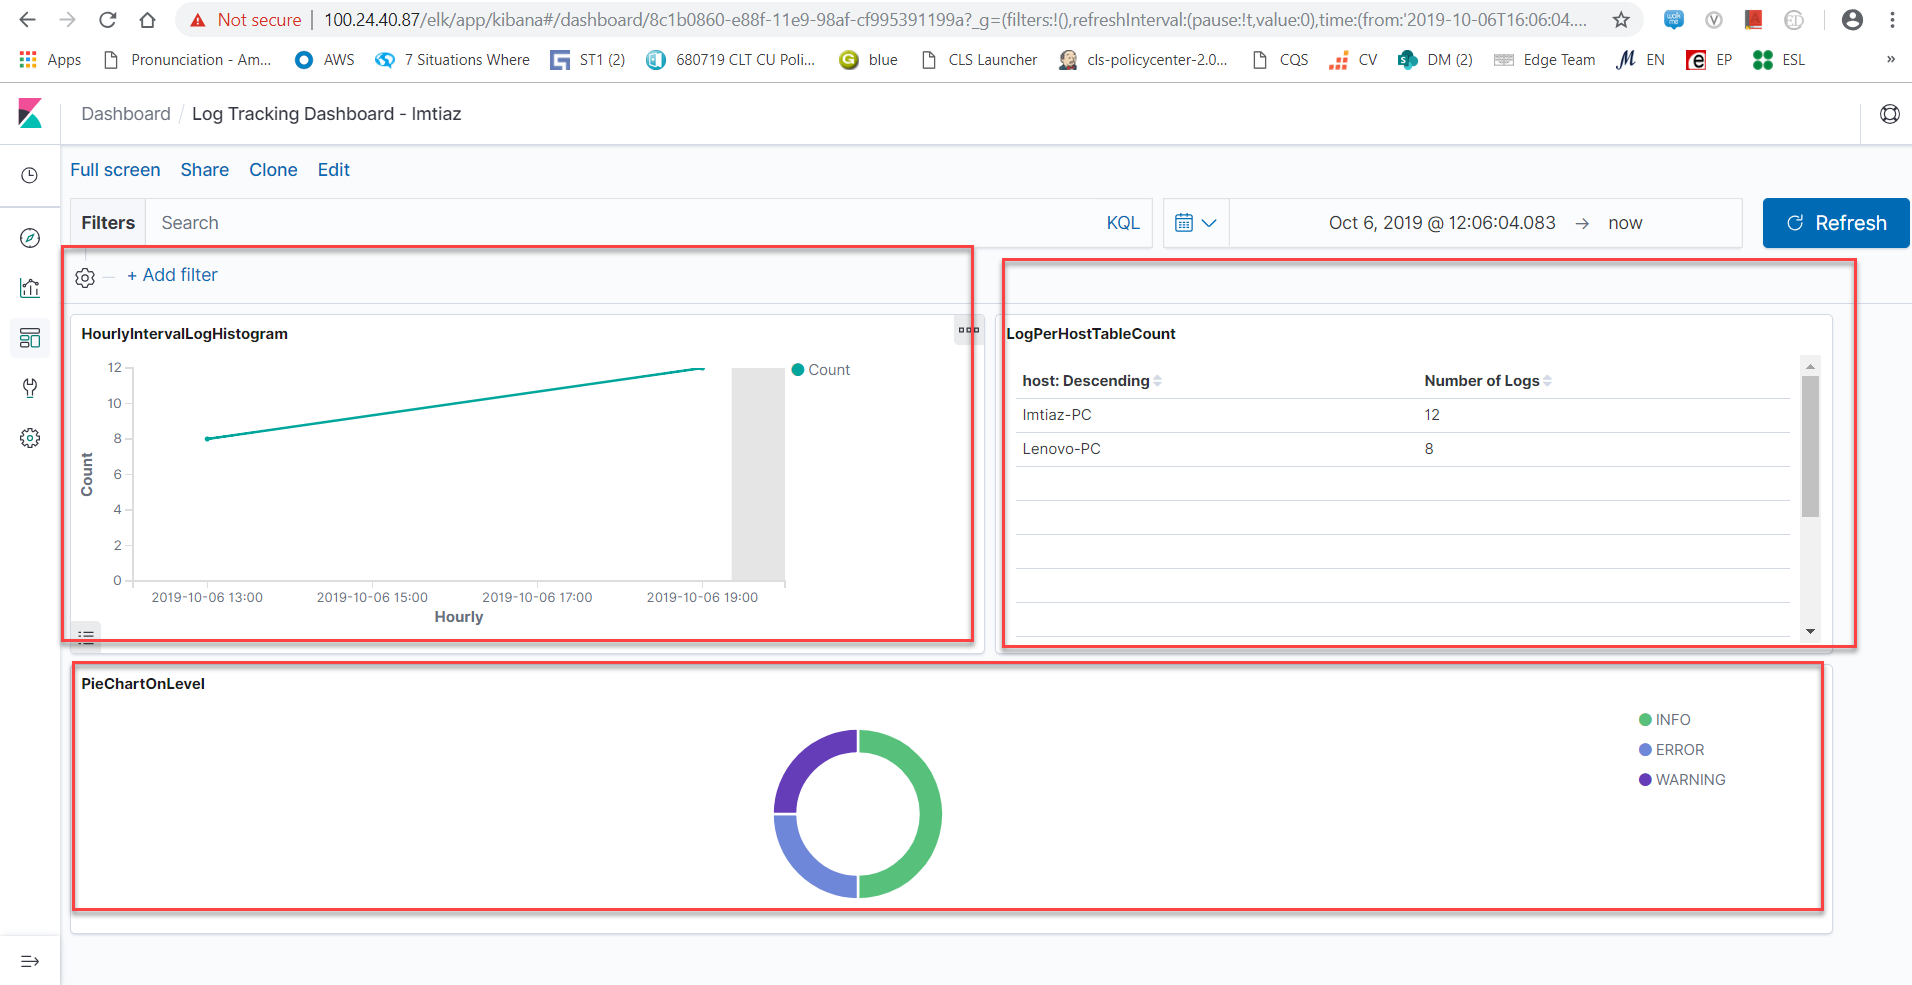 Not secure | 100.24.40.87/elk/app/kibana#/dashboard/8c1b0860-e88f-11e9-98af-cf995391199a?_g=(filters:!(),refreshInterval:(pause:!t,value:0),time:(from:'2019-10-06T16:06:04....
Apps Pronunciation - Am... AWS 7 Situations Where ST1 (2) 680719 CLT CU Poli... blue CLS Launcher cls-policycenter-2.0... CQS CV DM (2) Edge Team EN EP ESL »
Dashboard / Log Tracking Dashboard - Imtiaz
Full screen Share Clone Edit
Filters Search KQL Oct 6, 2019 @ 12:06:04.083 → now Refresh
+ Add filter
HourlyIntervalLogHistogram
12
10
8
6
4
2
0
Count
2019-10-06 13:00 2019-10-06 15:00 2019-10-06 17:00 2019-10-06 19:00
Hourly
Count
LogPerHostTableCount
host: Descending Number of Logs
Imtiaz-PC 12
Lenovo-PC 8
PieChartOnLevel
INFO
ERROR
WARNING